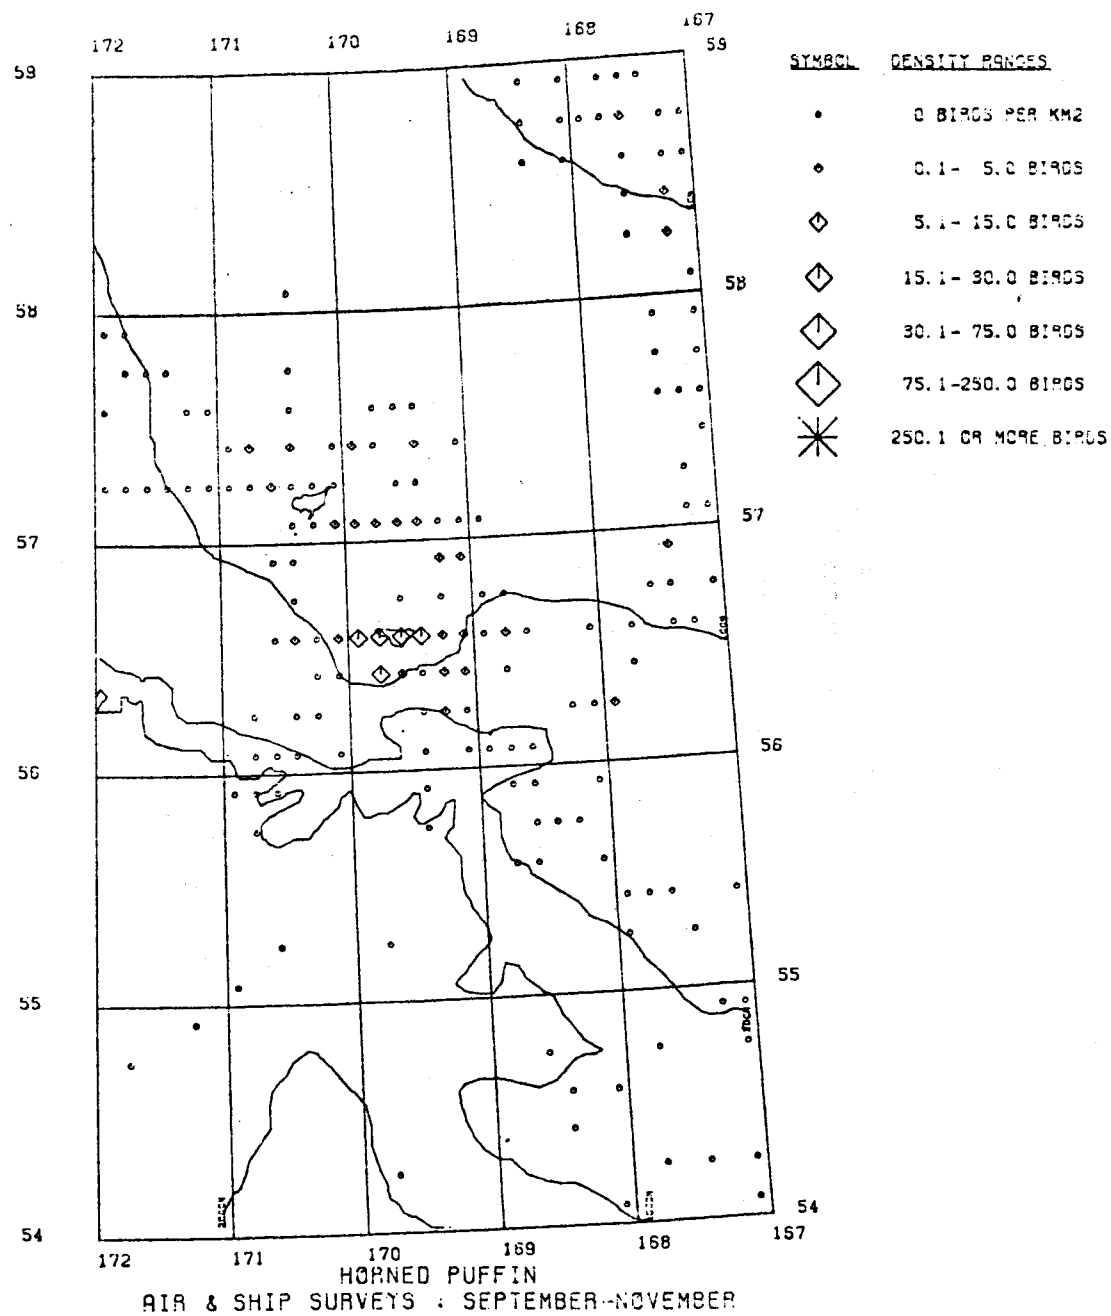 172 171 170 169 168 167
59 59
SYMBOL DENSITY RANGES
0 BIRDS PER KM2
0.1- 5.0 BIRDS
5.1- 15.0 BIRDS
15.1- 30.0 BIRDS
30.1- 75.0 BIRDS
75.1-250.0 BIRDS
250.1 OR MORE BIRDS
58 58
57 57
56 56
55 55
54 54
172 171 170 169 168 167
HORNED PUFFIN
AIR & SHIP SURVEYS : SEPTEMBER-NOVEMBER